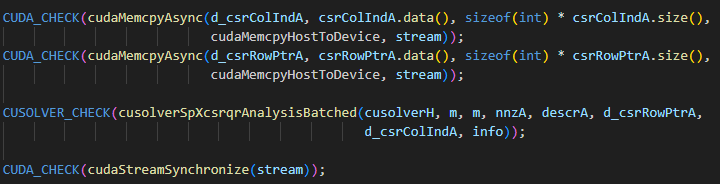 CUDA_CHECK(cudaMemcpyAsync(d_csrColIndA, csrColIndA.data(), sizeof(int) * csrColIndA.size(),
cudaMemcpyHostToDevice, stream));
CUDA_CHECK(cudaMemcpyAsync(d_csrRowPtrA, csrRowPtrA.data(), sizeof(int) * csrRowPtrA.size(),
cudaMemcpyHostToDevice, stream));
CUSOLVER_CHECK(cusolverSpXcsrqrAnalysisBatched(cusolverH, m, m, nnzA, descrA, d_csrRowPtrA,
d_csrColIndA, info));
CUDA_CHECK(cudaStreamSynchronize(stream));